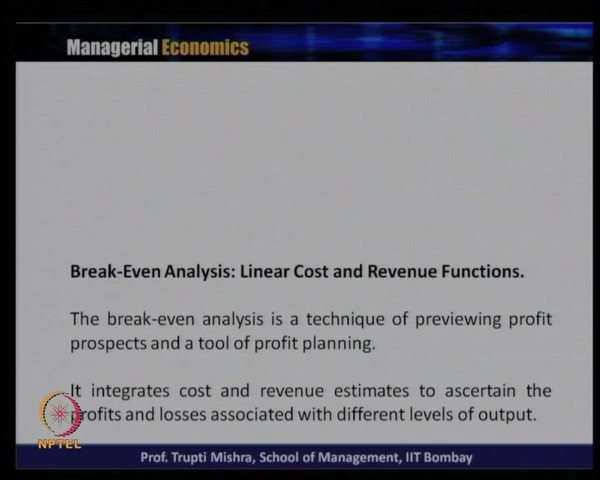 Managerial Economics
Break-Even Analysis: Linear Cost and Revenue Functions.
The break-even analysis is a technique of previewing profit
prospects and a tool of profit planning.
It integrates cost and revenue estimates to ascertain the
profits and losses associated with different levels of output.
NPTEL
Prof. Trupti Mishra, School of Management, IIT Bombay